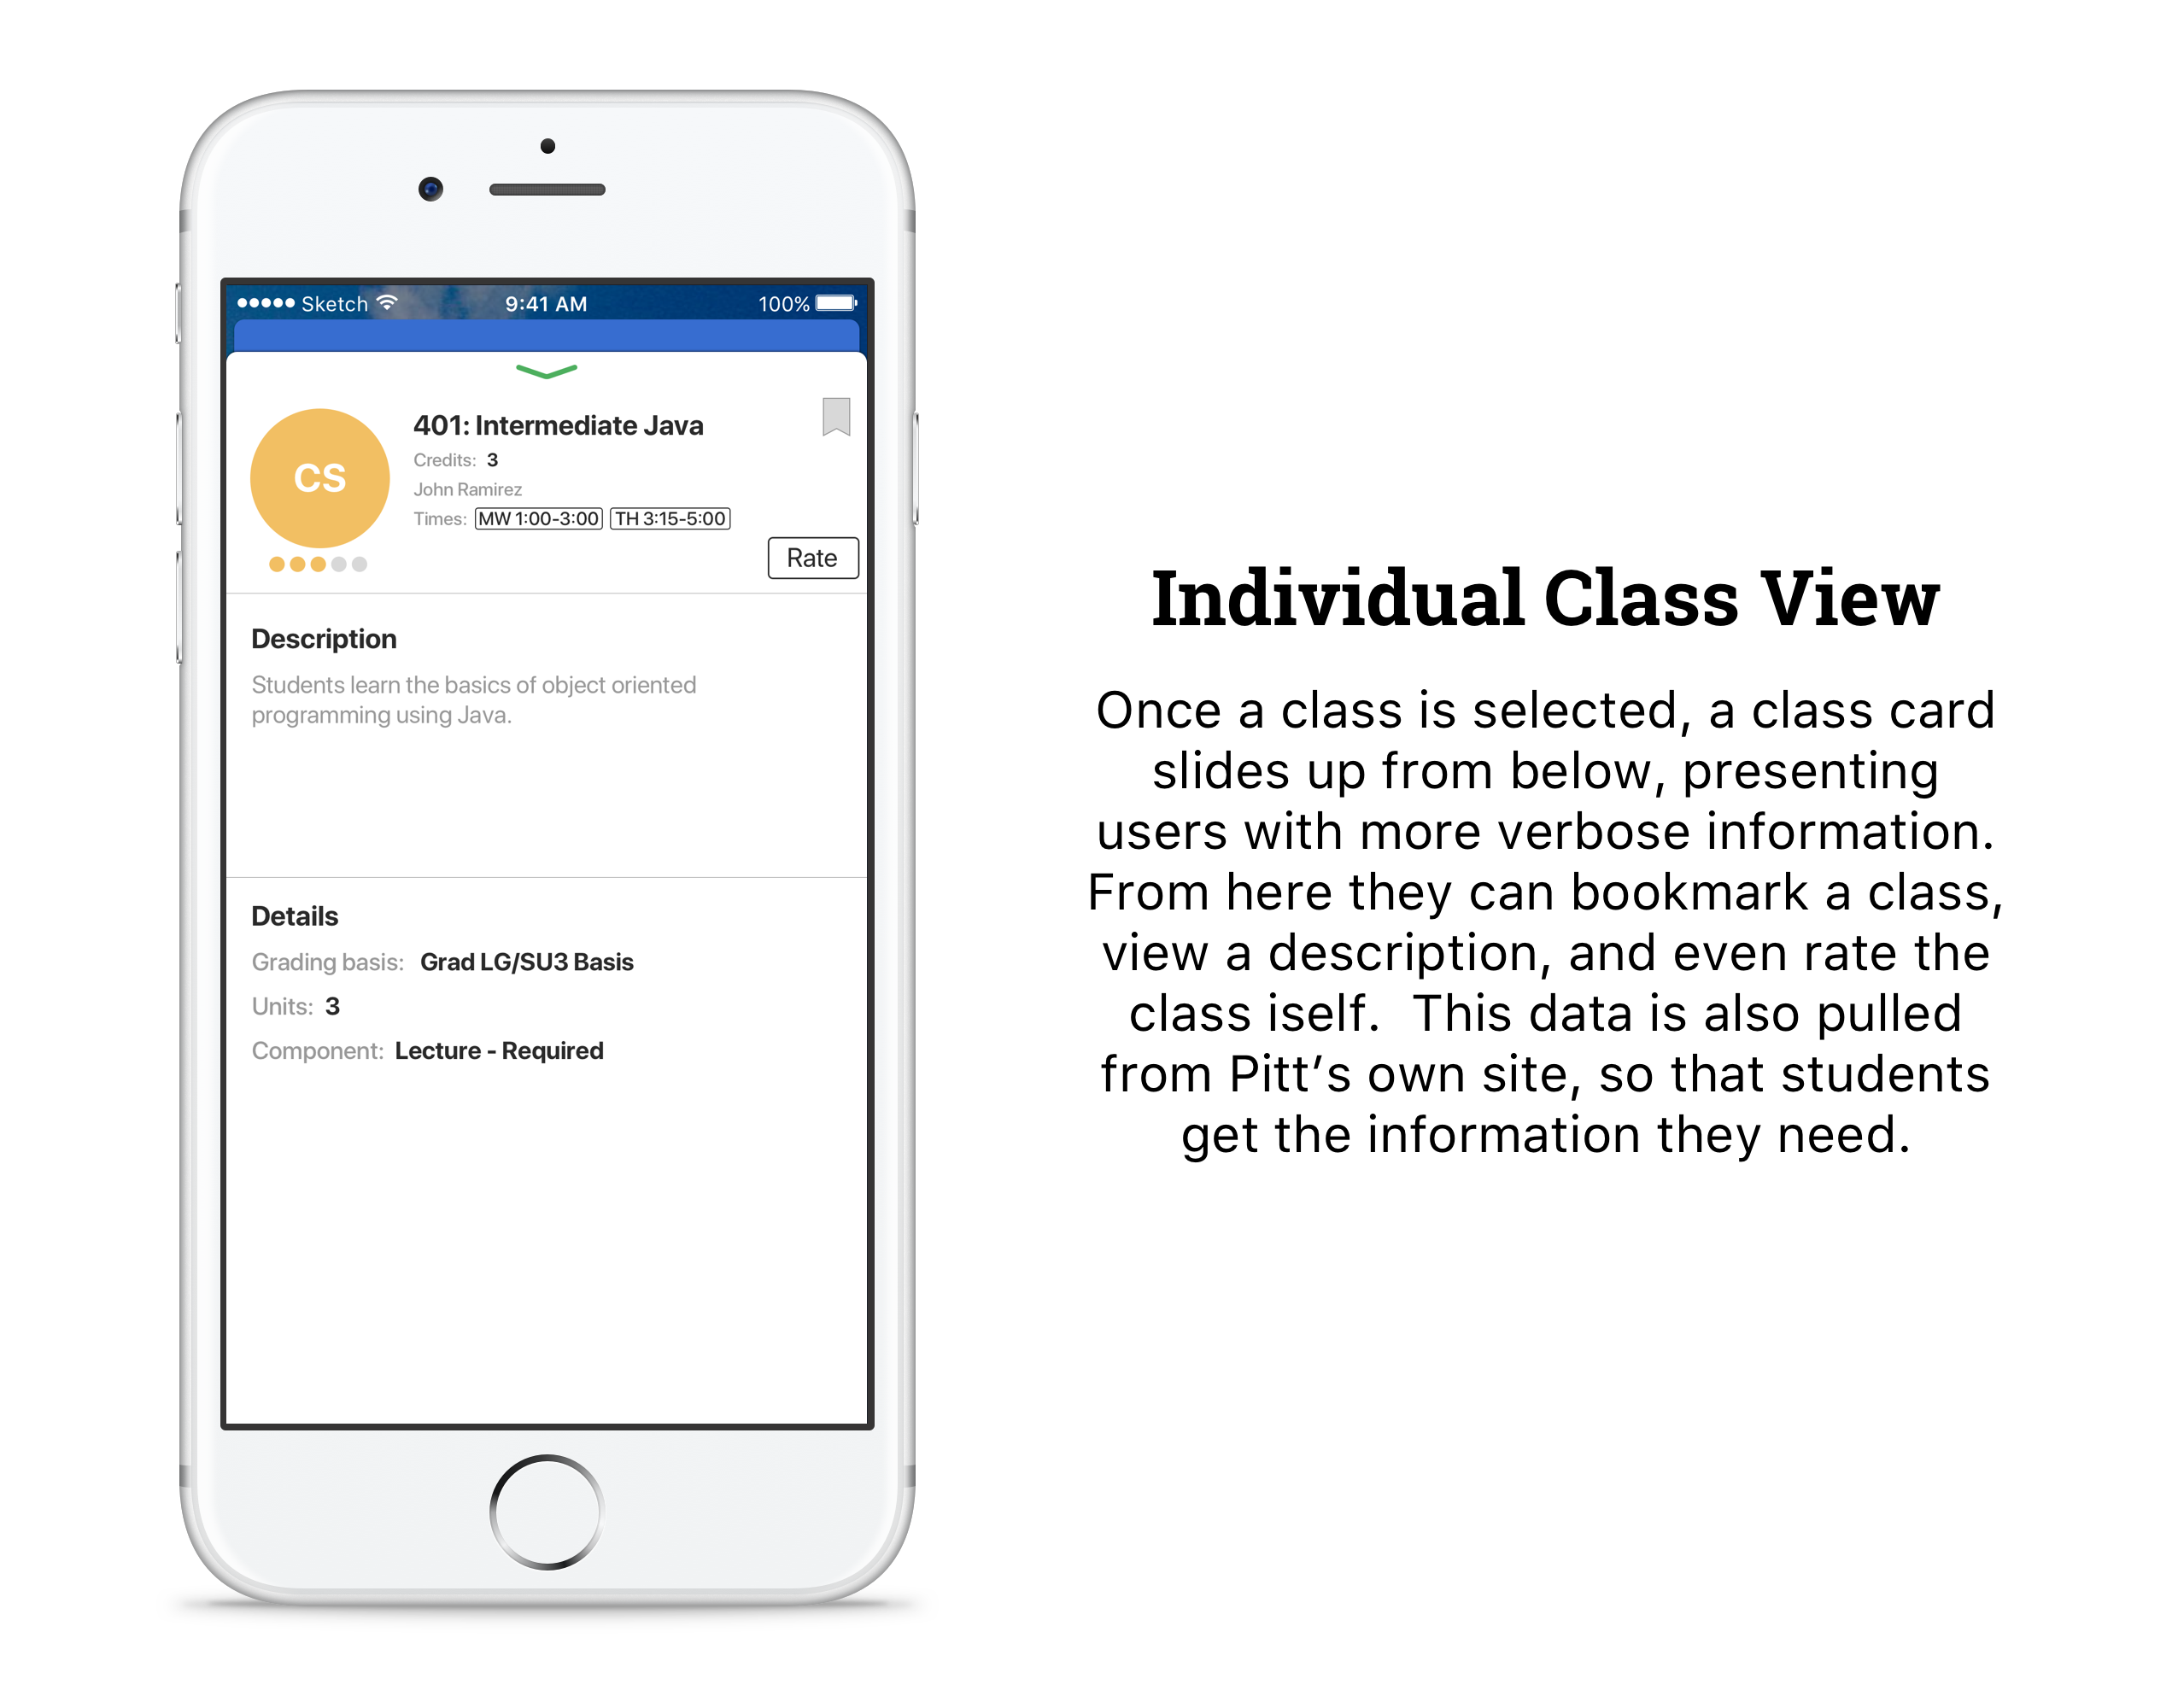 Sketch 9:41 AM 100%
CS
401: Intermediate Java
Credits: 3
John Ramirez
Times: MW 1:00-3:00 TH 3:15-5:00
Rate
Description
Students learn the basics of object oriented
programming using Java.
Details
Grading basis: Grad LG/SU3 Basis
Units: 3
Component: Lecture - Required
Individual Class View
Once a class is selected, a class card
slides up from below, presenting
users with more verbose information.
From here they can bookmark a class,
view a description, and even rate the
class iself.  This data is also pulled
from Pitt’s own site, so that students
get the information they need.